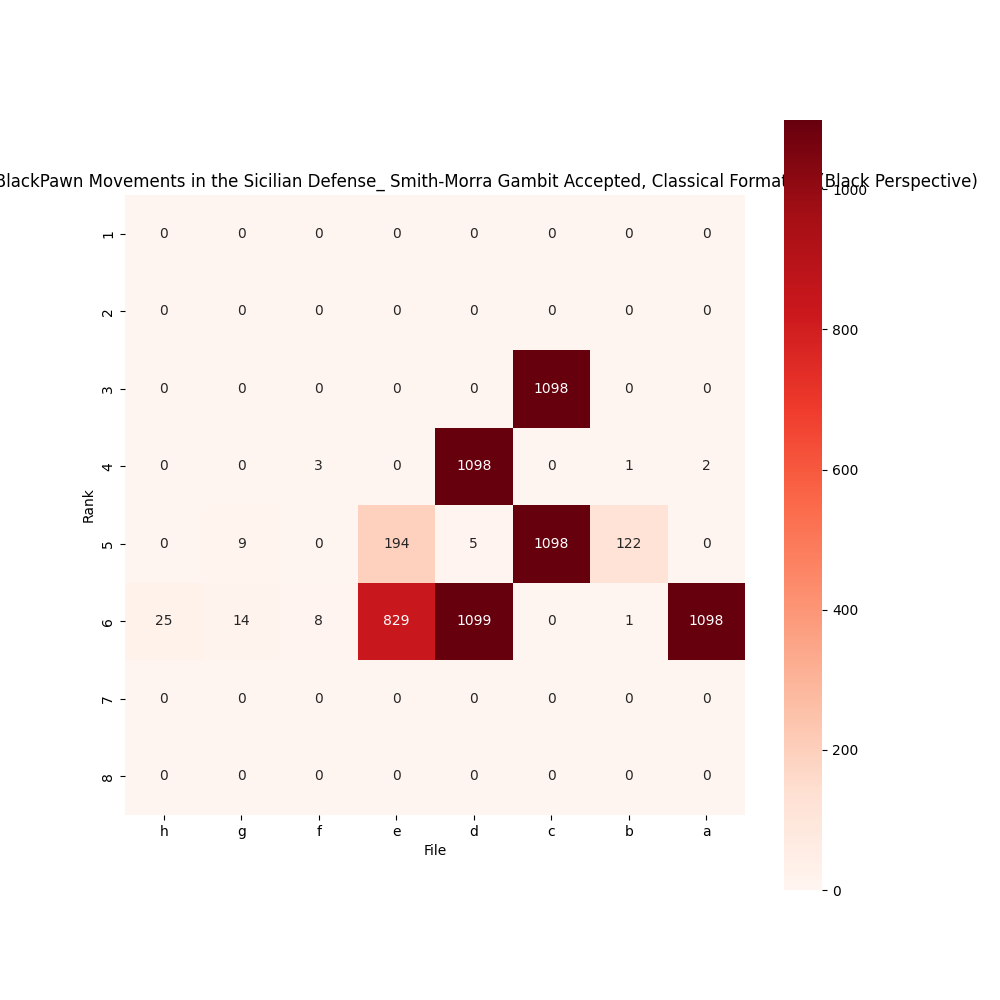 BlackPawn Movements in the Sicilian Defense_ Smith-Morra Gambit Accepted, Classical Format (Black Perspective)
1000
1 0 0 0 0 0 0 0 0
2 0 0 0 0 0 0 0 0
800
3 0 0 0 0 0 1098 0 0
4 0 0 3 0 1098 0 1 2
600
Rank
5 0 9 0 194 5 1098 122 0
400
6 25 14 8 829 1099 0 1 1098
7 0 0 0 0 0 0 0 0
200
8 0 0 0 0 0 0 0 0
h g f e d c b a
File
0